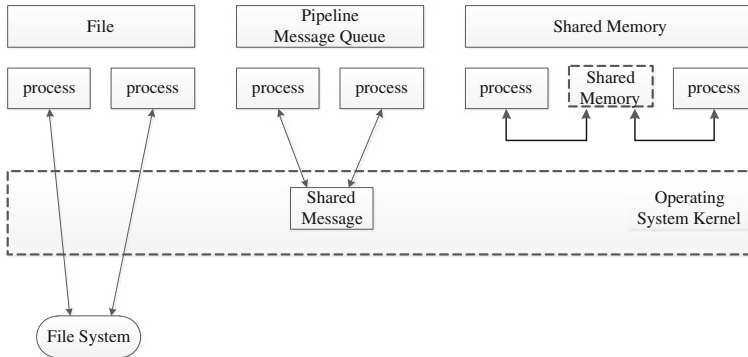 File
Pipeline
Message Queue
Shared Memory
process
process
process
process
process
Shared
Memory
process
Shared
Message
Operating
System Kernel
File System